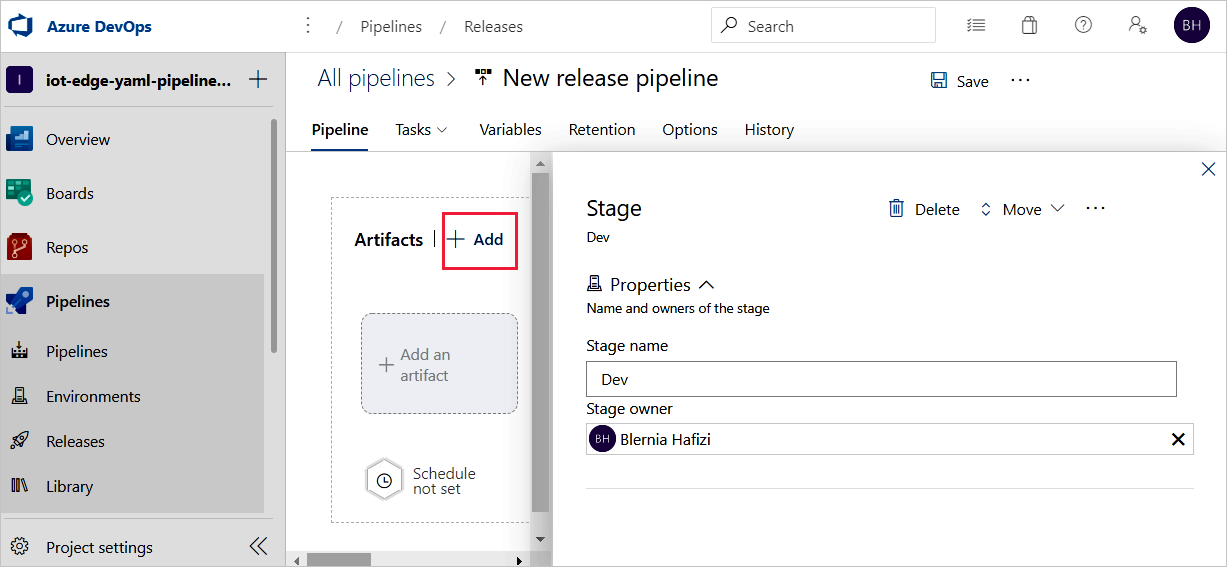 Azure DevOps
/ Pipelines / Releases
Search
BH
I iot-edge-yaml-pipeline...
All pipelines > New release pipeline
Save
Pipeline Tasks Variables Retention Options History
Overview
Boards
Repos
Pipelines
Pipelines
Environments
Releases
Library
Project settings
Artifacts | + Add
+ Add an
artifact
Schedule
not set
Stage
Dev
Delete
Move
Properties
Name and owners of the stage
Stage name
Dev
Stage owner
BH Blernia Hafizi